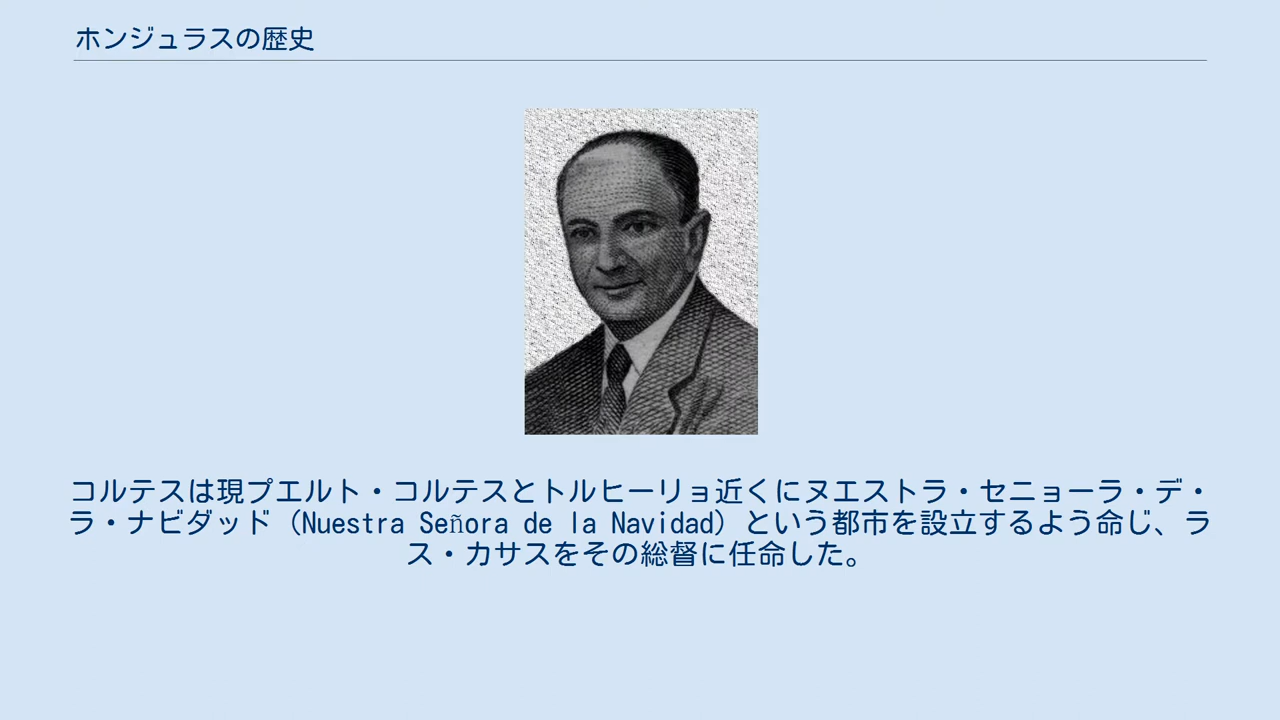 ホンジュラスの歴史
コルテスは現プエルト・コルテスとトルヒーリョ近くにヌエストラ・セニョーラ・デ・
ラ・ナビダッド（Nuestra Señora de la Navidad）という都市を設立するよう命じ、ラ
ス・カサスをその総督に任命した。